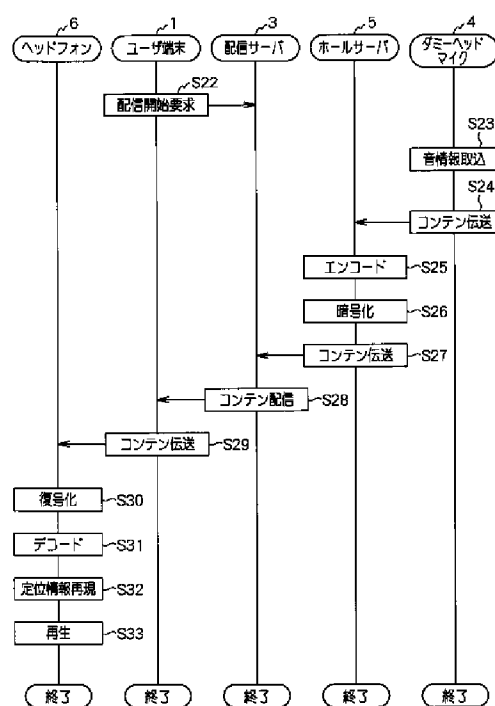 6
1
3
5
4
ヘッドフォン
ユーザ端末
配信サーバ
ホールサーバ
ダミーヘッド
マイク
S22
配信開始要求
S23
音情報取込
S24
コンテン伝送
エンコード
S25
暗号化
S26
コンテン伝送
S27
コンテン配信
S28
コンテン伝送
S29
復号化
S30
デコード
S31
定位情報再現
S32
再生
S33
終了
終了
終了
終了
終了